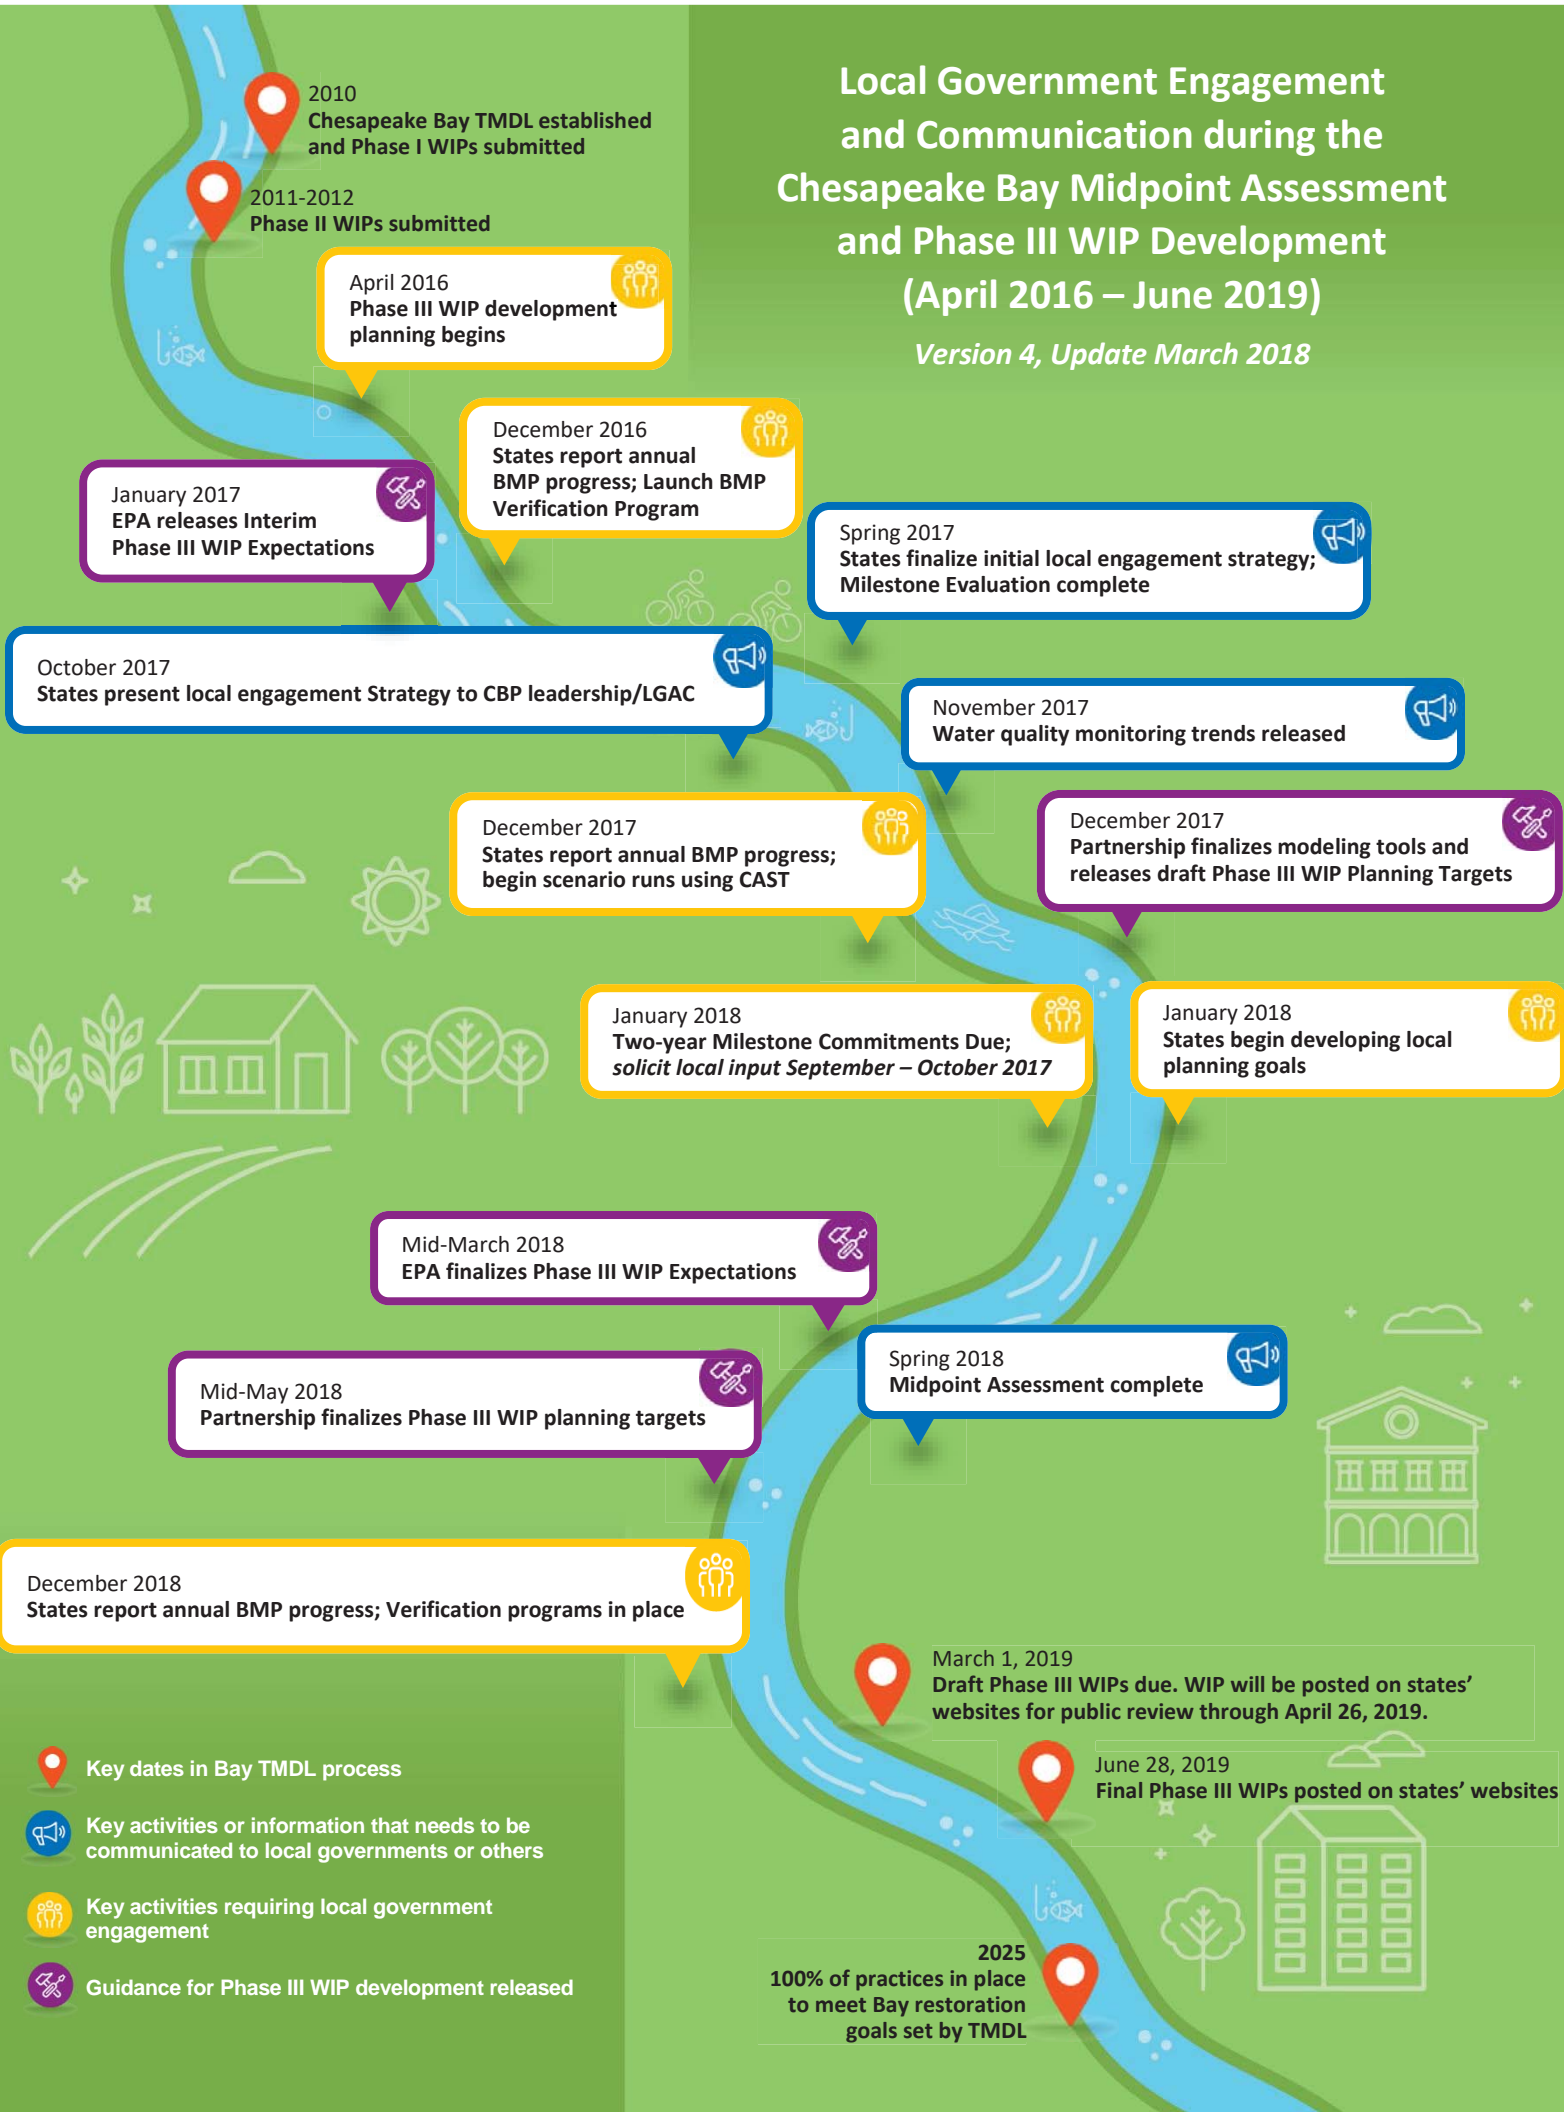 Local Government Engagement
and Communication during the
Chesapeake Bay Midpoint Assessment
and Phase III WIP Development
(April 2016 – June 2019)
Version 4, Update March 2018
2010
Chesapeake Bay TMDL established
and Phase I WIPs submitted
2011-2012
Phase II WIPs submitted
April 2016
Phase III WIP development
planning begins
December 2016
States report annual
BMP progress; Launch BMP
Verification Program
January 2017
EPA releases Interim
Phase III WIP Expectations
Spring 2017
States finalize initial local engagement strategy;
Milestone Evaluation complete
October 2017
States present local engagement Strategy to CBP leadership/LGAC
November 2017
Water quality monitoring trends released
December 2017
States report annual BMP progress;
begin scenario runs using CAST
December 2017
Partnership finalizes modeling tools and
releases draft Phase III WIP Planning Targets
January 2018
Two-year Milestone Commitments Due;
solicit local input September – October 2017
January 2018
States begin developing local
planning goals
Mid-March 2018
EPA finalizes Phase III WIP Expectations
Spring 2018
Midpoint Assessment complete
Mid-May 2018
Partnership finalizes Phase III WIP planning targets
December 2018
States report annual BMP progress; Verification programs in place
March 1, 2019
Draft Phase III WIPs due. WIP will be posted on states’
websites for public review through April 26, 2019.
June 28, 2019
Final Phase III WIPs posted on states’ websites
2025
100% of practices in place
to meet Bay restoration
goals set by TMDL
Key dates in Bay TMDL process
Key activities or information that needs to be
communicated to local governments or others
Key activities requiring local government
engagement
Guidance for Phase III WIP development released